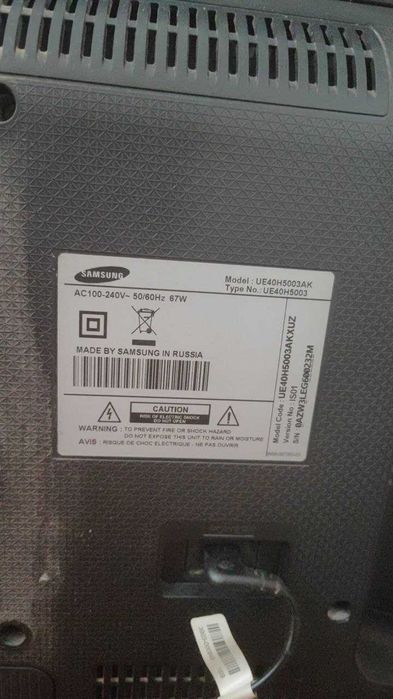 SAMSUNG
Model : UE40H5003AK
Type No.: UE40H5003
AC100-240V~ 50/60Hz 67W
MADE BY SAMSUNG IN RUSSIA
CAUTION
RISK OF ELECTRIC SHOCK
DO NOT OPEN
WARNING : TO PREVENT FIRE OR SHOCK HAZARD
DO NOT EXPOSE THIS UNIT TO RAIN OR MOISTURE
AVIS : RISQUE DE CHOC ELECTRIQUE - NE PAS OUVRIR
Model Code : UE40H5003AKXUZ
Version No : IS01
S/N : 0AZW3LEG600232M